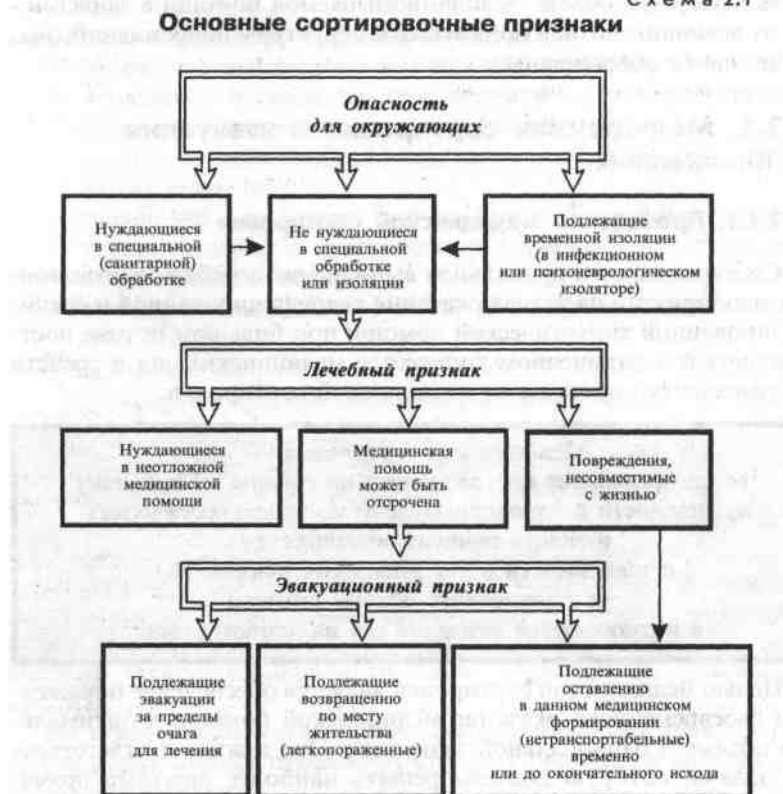 Схема 2.1
Основные сортировочные признаки
Опасность
для окружающих
Нуждающиеся
в специальной
(санитарной)
обработке
Не нуждающиеся
в специальной
обработке
или изоляции
Подлежащие
временной изоляции
(в инфекционном
или психоневрологическом
изоляторе)
Лечебный признак
Нуждающиеся
в неотложной
медицинской
помощи
Медицинская
помощь
может быть
отсрочена
Повреждения,
несовместимые
с жизнью
Эвакуационный признак
Подлежащие
эвакуации
за пределы
очага
для лечения
Подлежащие
возвращению
по месту
жительства
(легкопораженные)
Подлежащие
оставлению
в данном медицинском
формировании
(нетранспортабельные)
временно
или до окончательного исхода